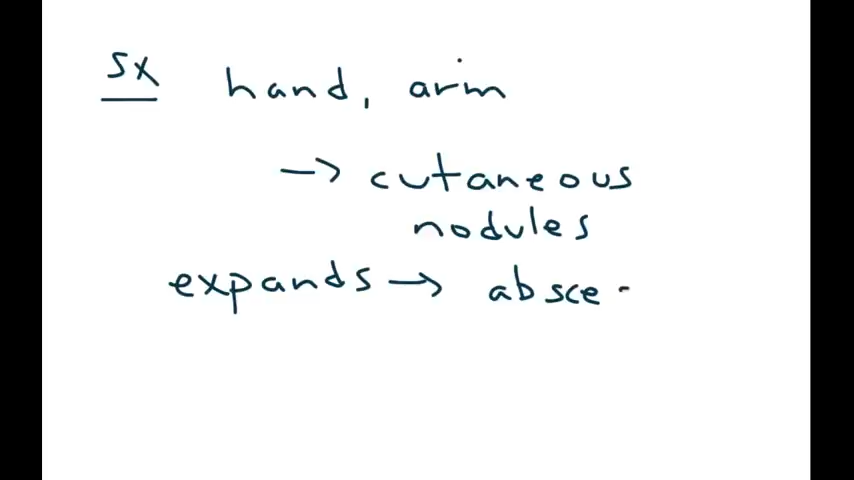 Sx hand, arm
→ cutaneous
nodules
expands → absce